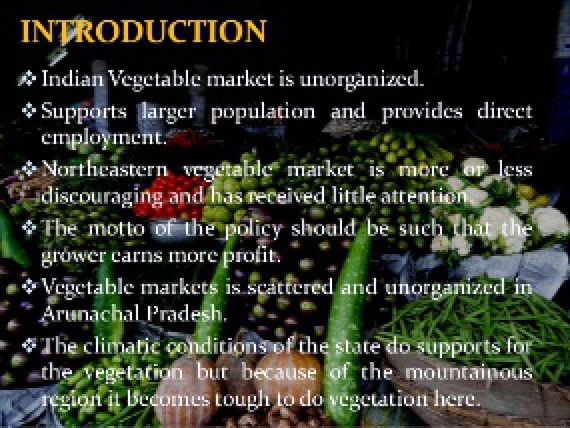 INTRODUCTION
❖Indian Vegetable market is unorganized.
❖Supports larger population and provides direct
employment.
❖Northeastern vegetable market is more or less
discouraging and has received little attention.
❖The motto of the policy should be such that the
grower earns more profit.
❖Vegetable markets is scattered and unorganized in
Arunachal Pradesh.
❖The climatic conditions of the state do supports for
the vegetation but because of the mountainous
region it becomes tough to do vegetation here.